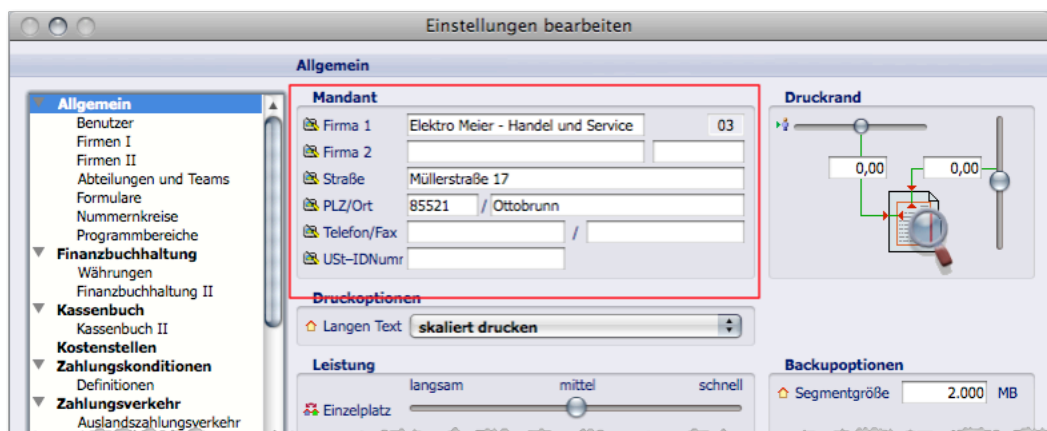 Einstellungen bearbeiten
Allgemein
Allgemein
Benutzer
Firmen I
Firmen II
Abteilungen und Teams
Formulare
Nummernkreise
Programmbereiche
Finanzbuchhaltung
Währungen
Finanzbuchhaltung II
Kassenbuch
Kassenbuch II
Kostenstellen
Zahlungskonditionen
Definitionen
Zahlungsverkehr
Auslandszahlungsverkehr
Mandant
Firma 1 Elektro Meier - Handel und Service 03
Firma 2
Straße Müllerstraße 17
PLZ/Ort 85521 / Ottobrunn
Telefon/Fax /
USt-IDNumr
Druckrand
0,00 0,00
Druckoptionen
Langen Text skaliert drucken
Leistung
langsam mittel schnell
Einzelplatz
Backupoptionen
Segmentgröße 2.000 MB